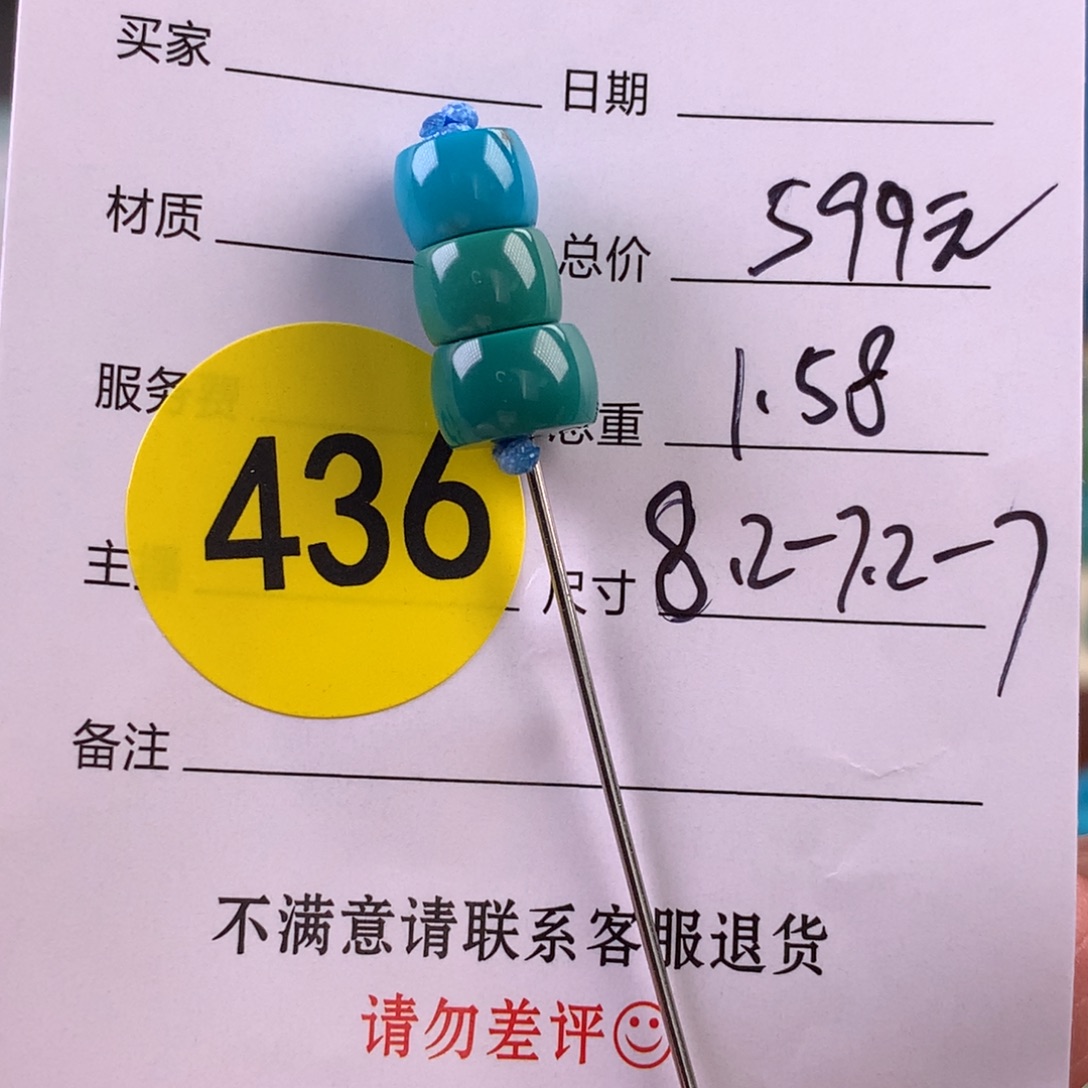 买家 日期
材质 总价 599元
服务费 总重 1.58
436
主 尺寸 8.2-7.2-7
备注
不满意请联系客服退货
请勿差评